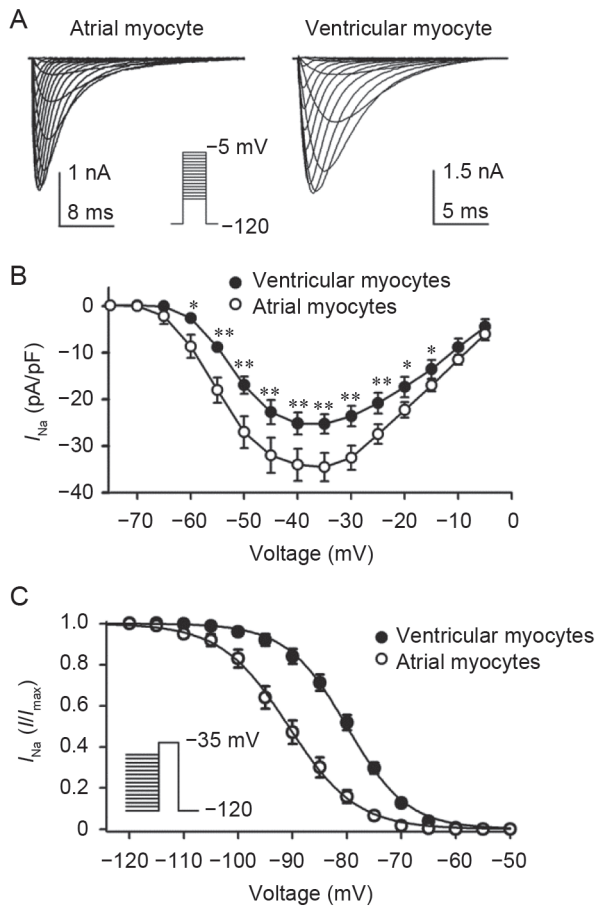 A
Atrial myocyte
Ventricular myocyte
1 nA
8 ms
−5 mV
−120
1.5 nA
5 ms
B
Ventricular myocytes
Atrial myocytes
0
−10
−20
−30
−40
I Na (pA/pF)
* ** ** ** ** ** ** ** * *
−70 −60 −50 −40 −30 −20 −10 0
Voltage (mV)
C
Ventricular myocytes
Atrial myocytes
1.0
0.8
0.6
0.4
0.2
0
I Na (I/I max)
−35 mV
−120
−120 −110 −100 −90 −80 −70 −60 −50
Voltage (mV)